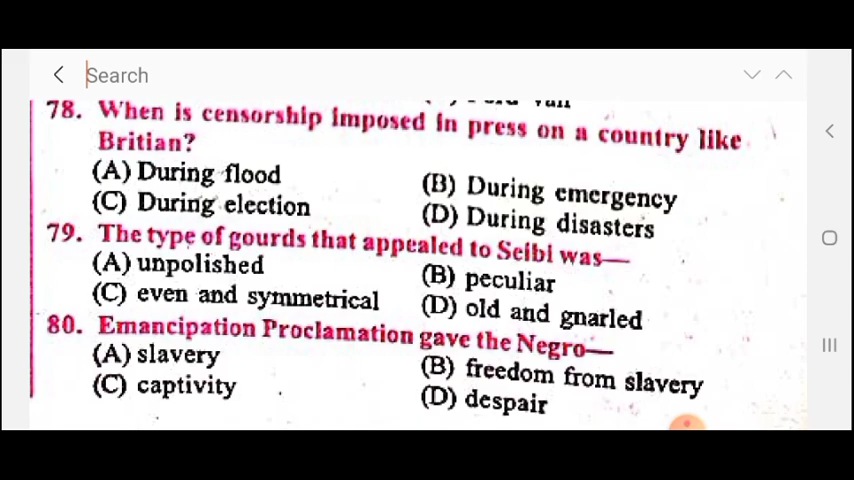 Search
78. When is censorship imposed in press on a country like
Britian?
(A) During flood
(B) During emergency
(C) During election
(D) During disasters
79. The type of gourds that appealed to Seibi was—
(A) unpolished
(B) peculiar
(C) even and symmetrical
(D) old and gnarled
80. Emancipation Proclamation gave the Negro—
(A) slavery
(B) freedom from slavery
(C) captivity
(D) despair